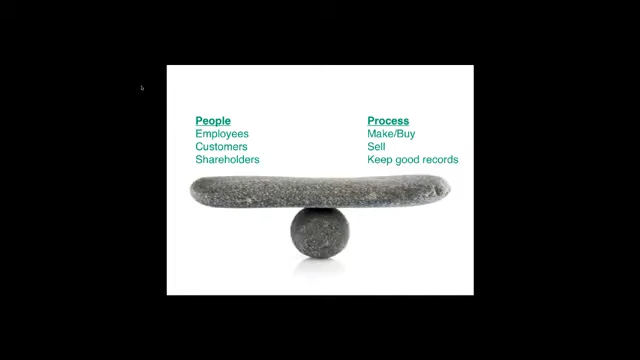 People
Employees
Customers
Shareholders
Process
Make/Buy
Sell
Keep good records